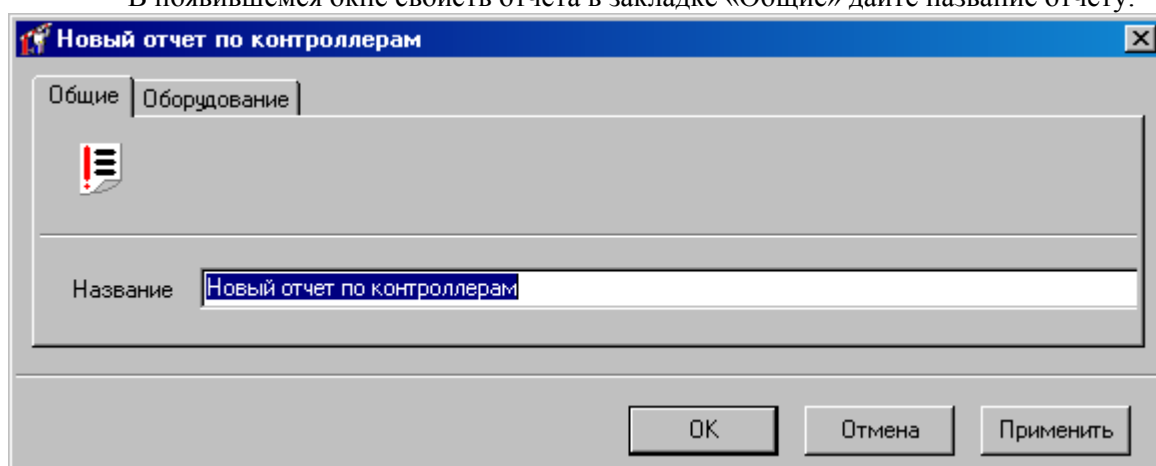 В появившемся окне свойств отчета в закладке «Общие» дайте название отчету.
Новый отчет по контроллерам
Общие Оборудование
Название Новый отчет по контроллерам
OK Отмена Применить